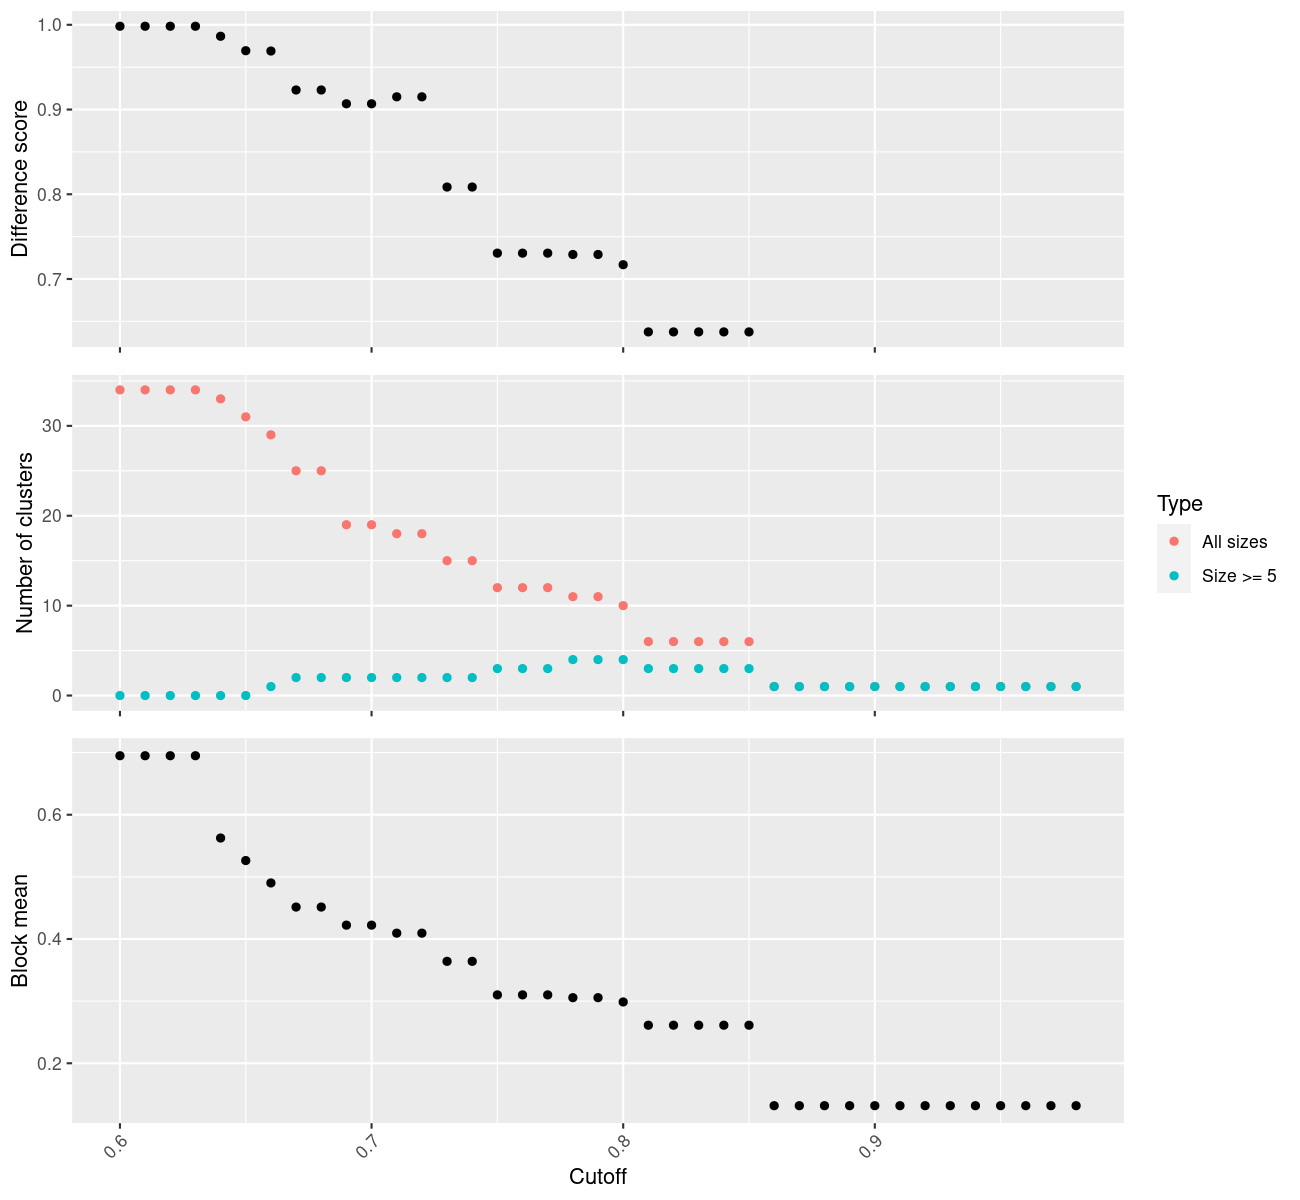 Difference score
1.0
0.9
0.8
0.7
Number of clusters
30
20
10
0
Type
All sizes
Size >= 5
Block mean
0.6
0.4
0.2
0.6
0.7
0.8
0.9
Cutoff